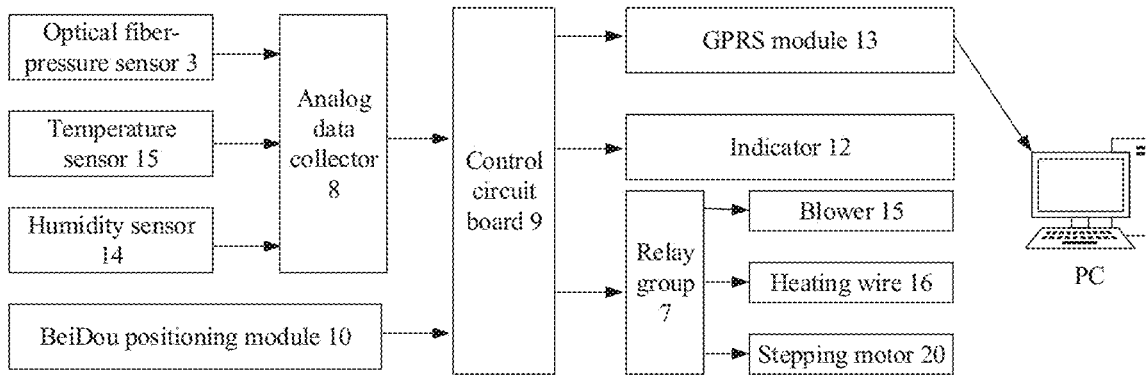 Optical fiber-
pressure sensor 3
Temperature
sensor 15
Humidity sensor
14
BeiDou positioning module 10
Analog
data
collector
8
Control
circuit
board 9
GPRS module 13
Indicator 12
Relay
group
7
Blower 15
Heating wire 16
Stepping motor 20
PC